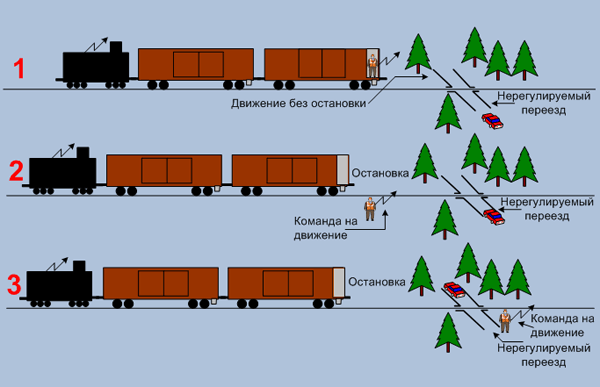 1
Движение без остановки
Нерегулируемый
переезд
2
Остановка
Команда на
движение
Нерегулируемый
переезд
3
Остановка
Команда на
движение
Нерегулируемый
переезд